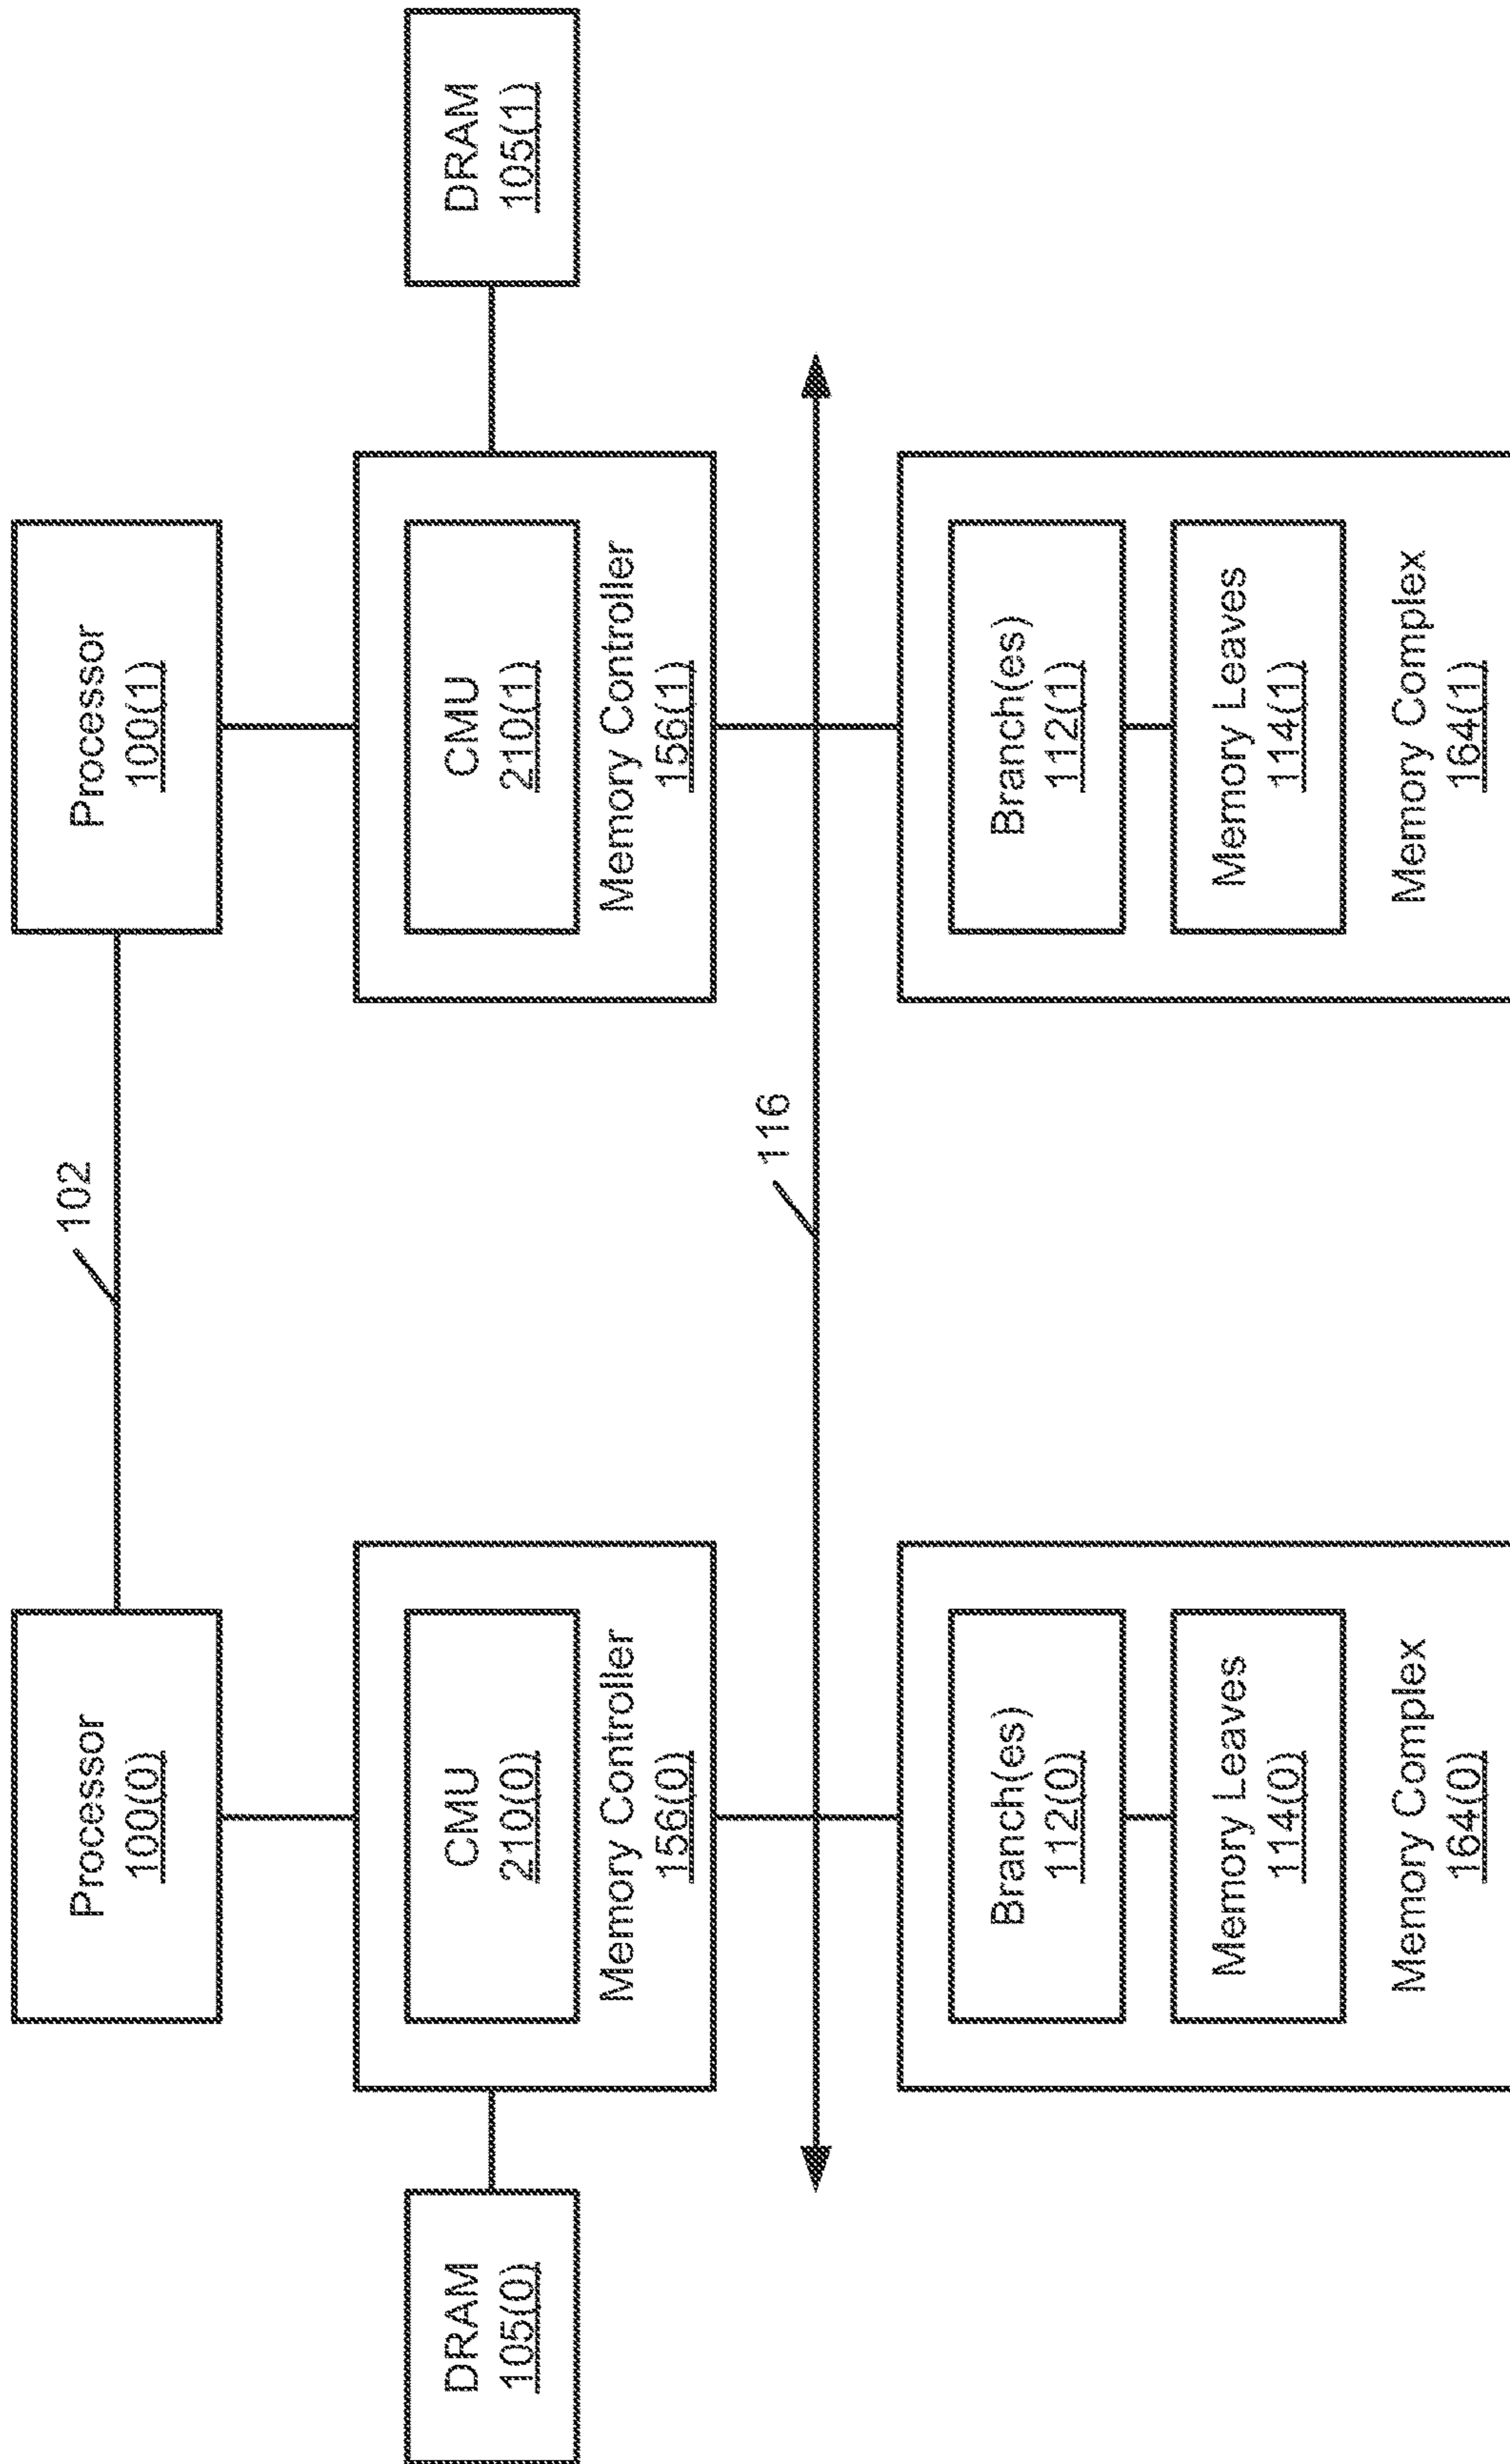 Processor
100(0)
102
Processor
100(1)
DRAM
105(0)
CMU
210(0)
Memory Controller
156(0)
CMU
210(1)
Memory Controller
156(1)
DRAM
105(1)
116
Branch(es)
112(0)
Memory Leaves
114(0)
Memory Complex
164(0)
Branch(es)
112(1)
Memory Leaves
114(1)
Memory Complex
164(1)